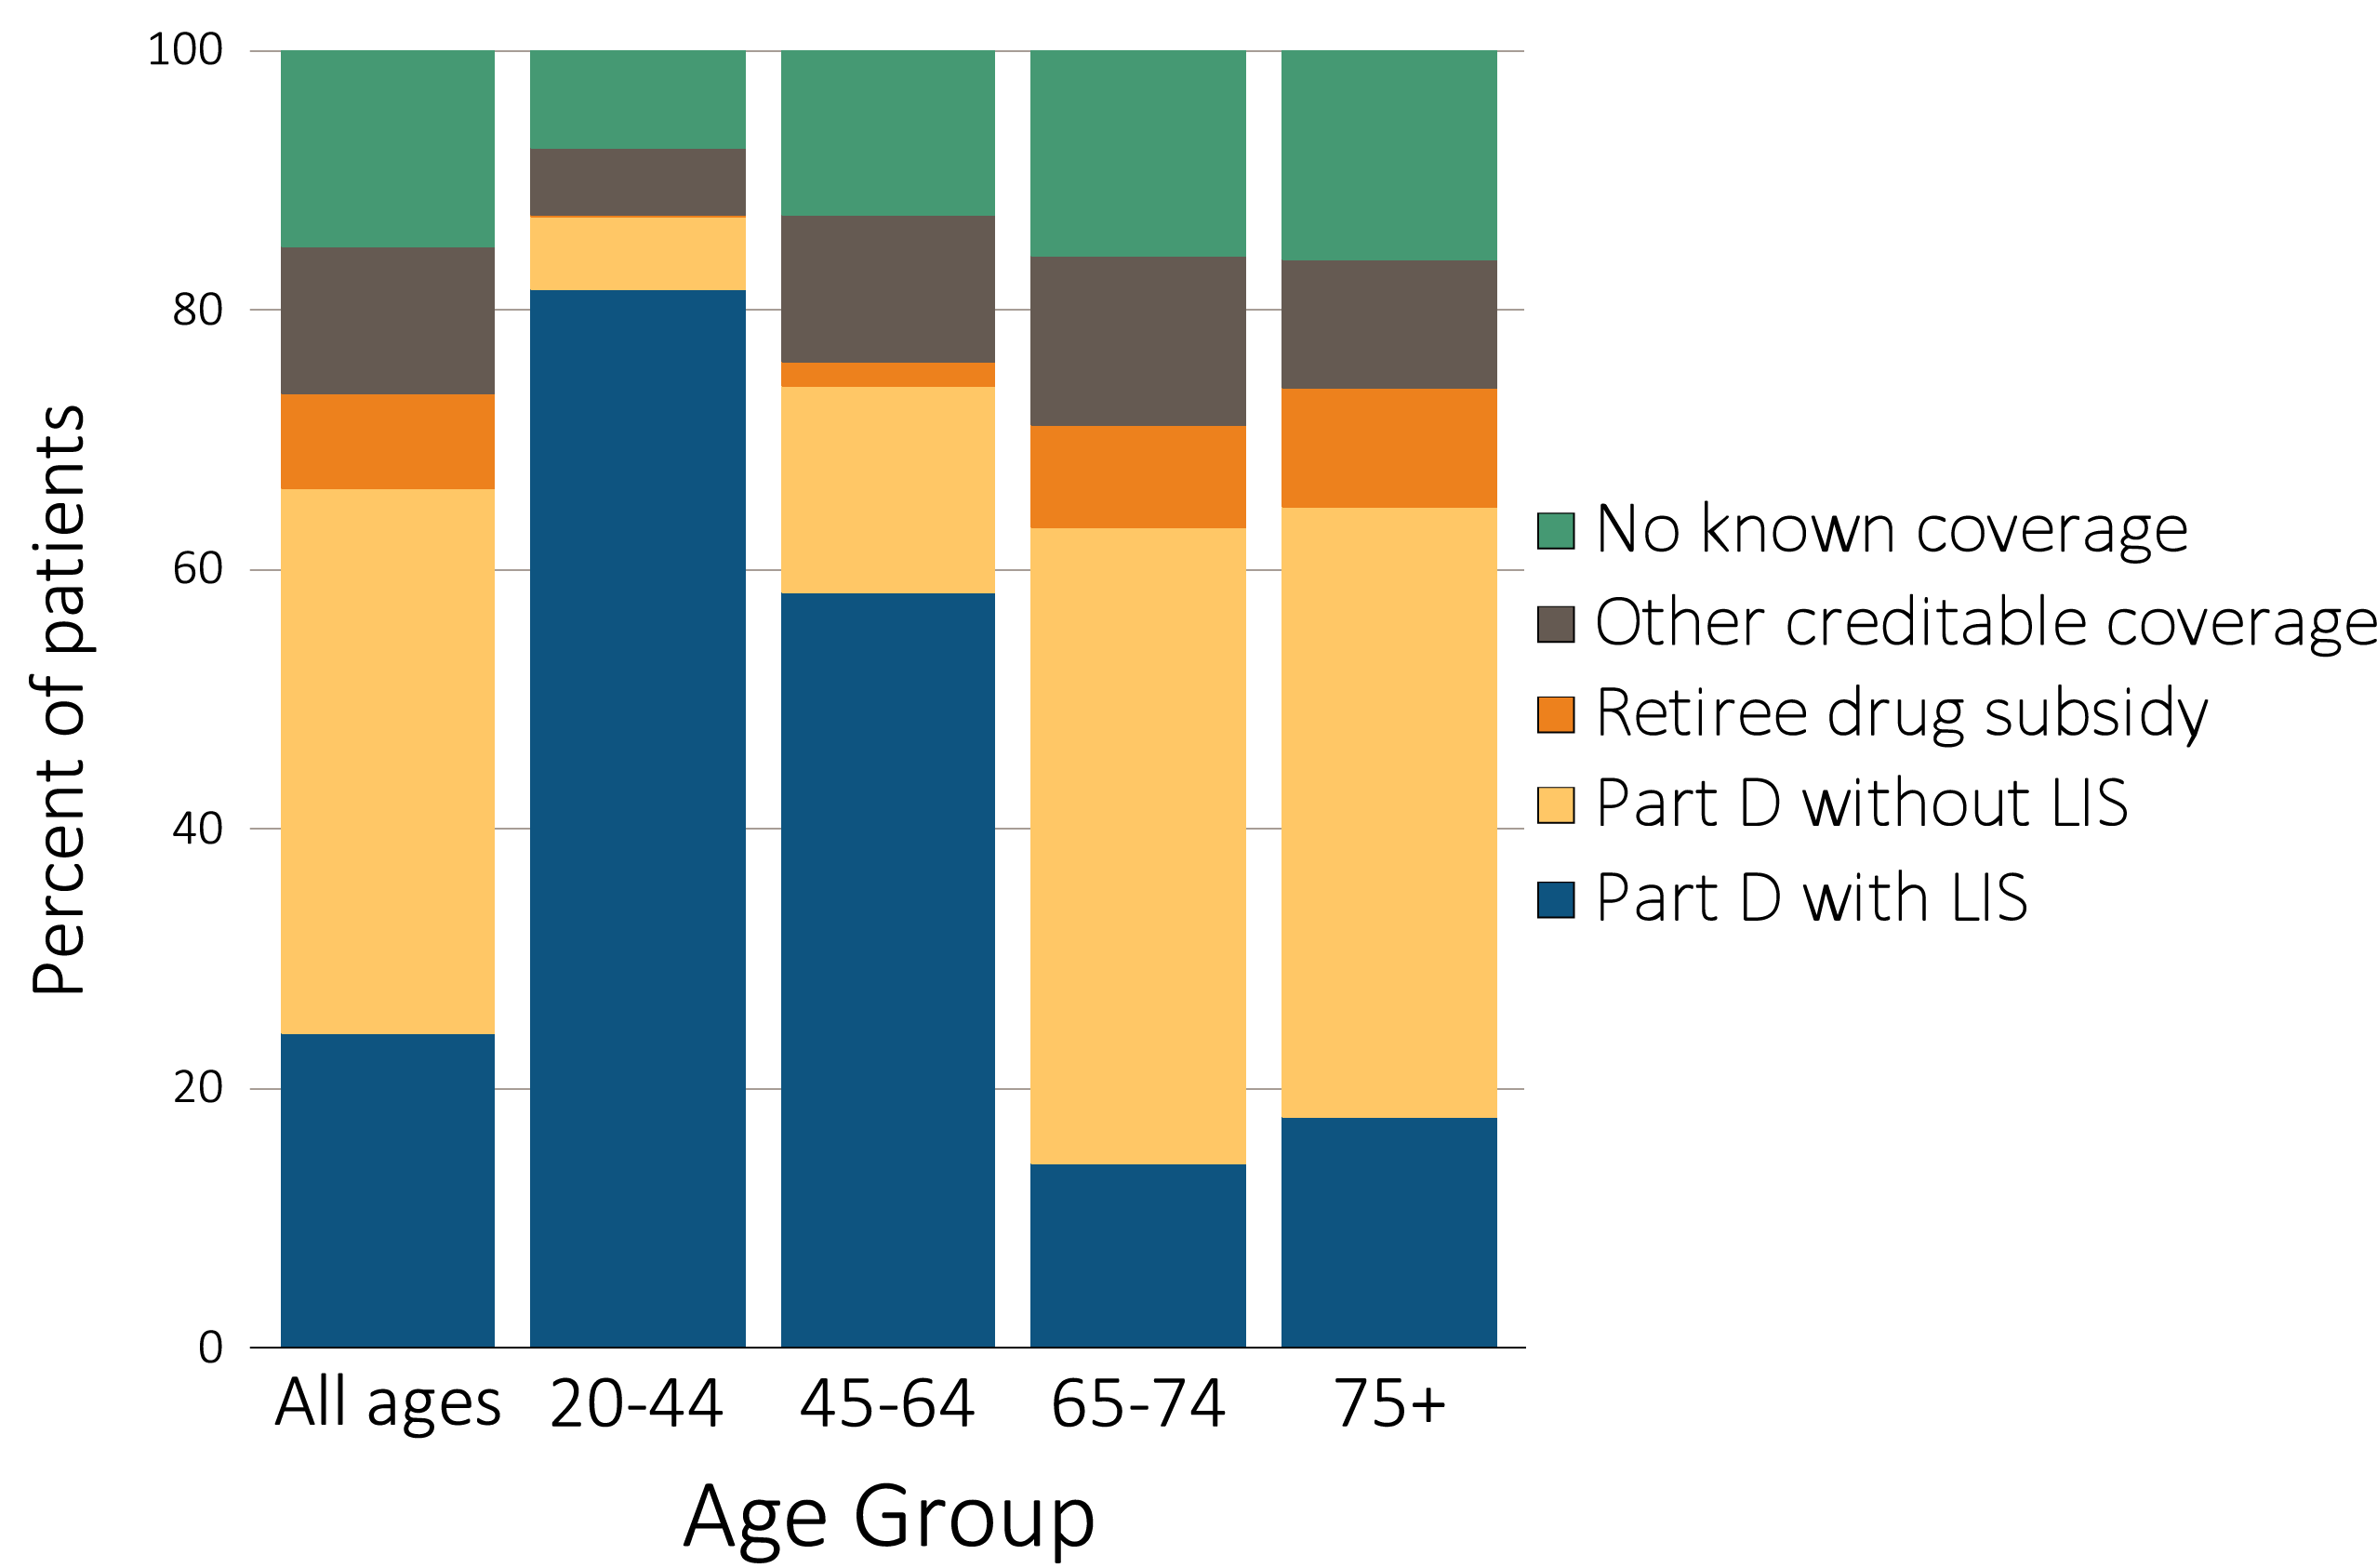 100
80
60
40
20
0
Percent of patients
All ages
20-44
45-64
65-74
75+
Age Group
No known coverage
Other creditable coverage
Retiree drug subsidy
Part D without LIS
Part D with LIS